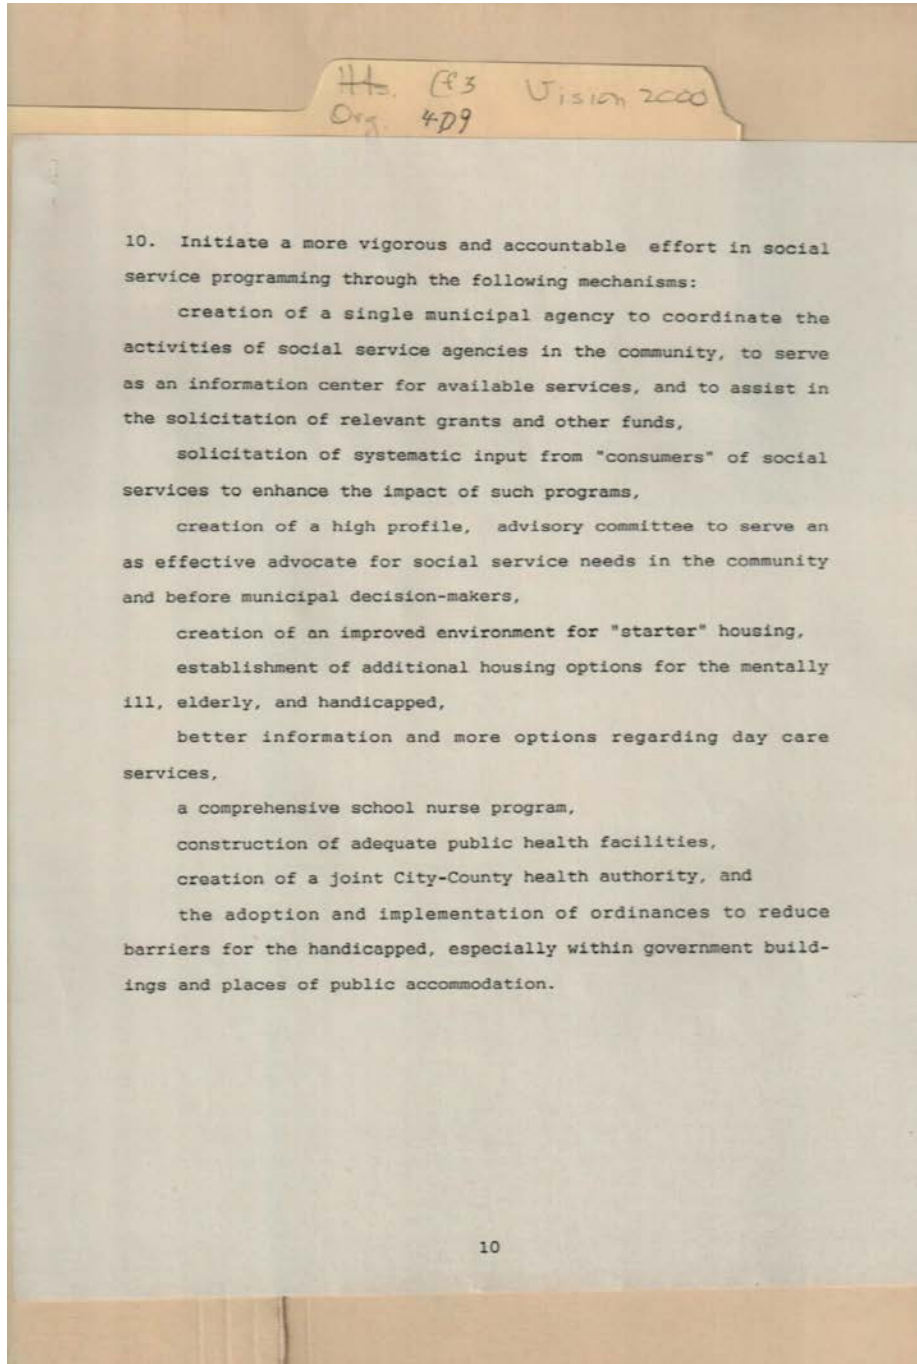 Hts. Cf3 Vision 2000
Org. 4D9
10. Initiate a more vigorous and accountable effort in social
service programming through the following mechanisms:
creation of a single municipal agency to coordinate the
activities of social service agencies in the community, to serve
as an information center for available services, and to assist in
the solicitation of relevant grants and other funds,
solicitation of systematic input from "consumers" of social
services to enhance the impact of such programs,
creation of a high profile, advisory committee to serve an
as effective advocate for social service needs in the community
and before municipal decision-makers,
creation of an improved environment for "starter" housing,
establishment of additional housing options for the mentally
ill, elderly, and handicapped,
better information and more options regarding day care
services,
a comprehensive school nurse program,
construction of adequate public health facilities,
creation of a joint City-County health authority, and
the adoption and implementation of ordinances to reduce
barriers for the handicapped, especially within government build-
ings and places of public accommodation.
10